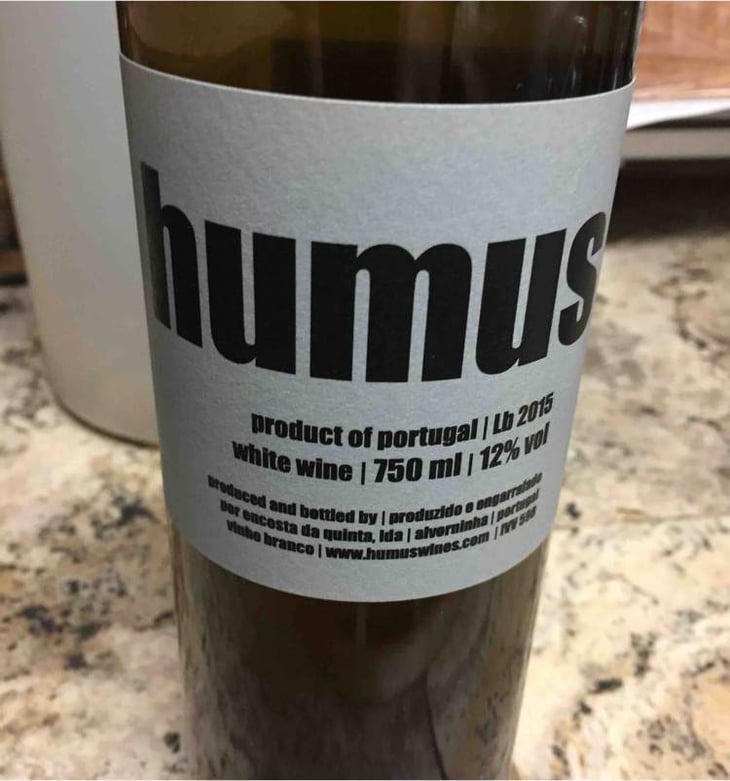 humus
product of portugal | Lb 2015
white wine | 750 ml | 12% vol
produced and bottled by | produzido e engarrafado
por encosta da quinta, lda | alvorninha | portugal
vinho branco | www.humuswines.com | IVV 598